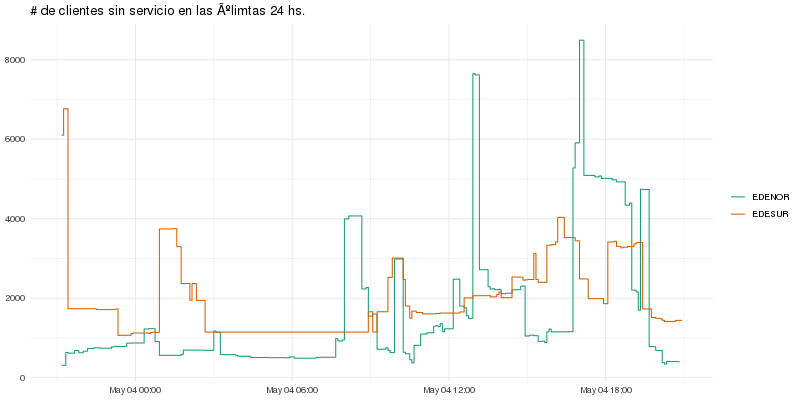 # de clientes sin servicio en las Ãºlimtas 24 hs.
8000
6000
4000
2000
0
May 04 00:00
May 04 06:00
May 04 12:00
May 04 18:00
EDENOR
EDESUR